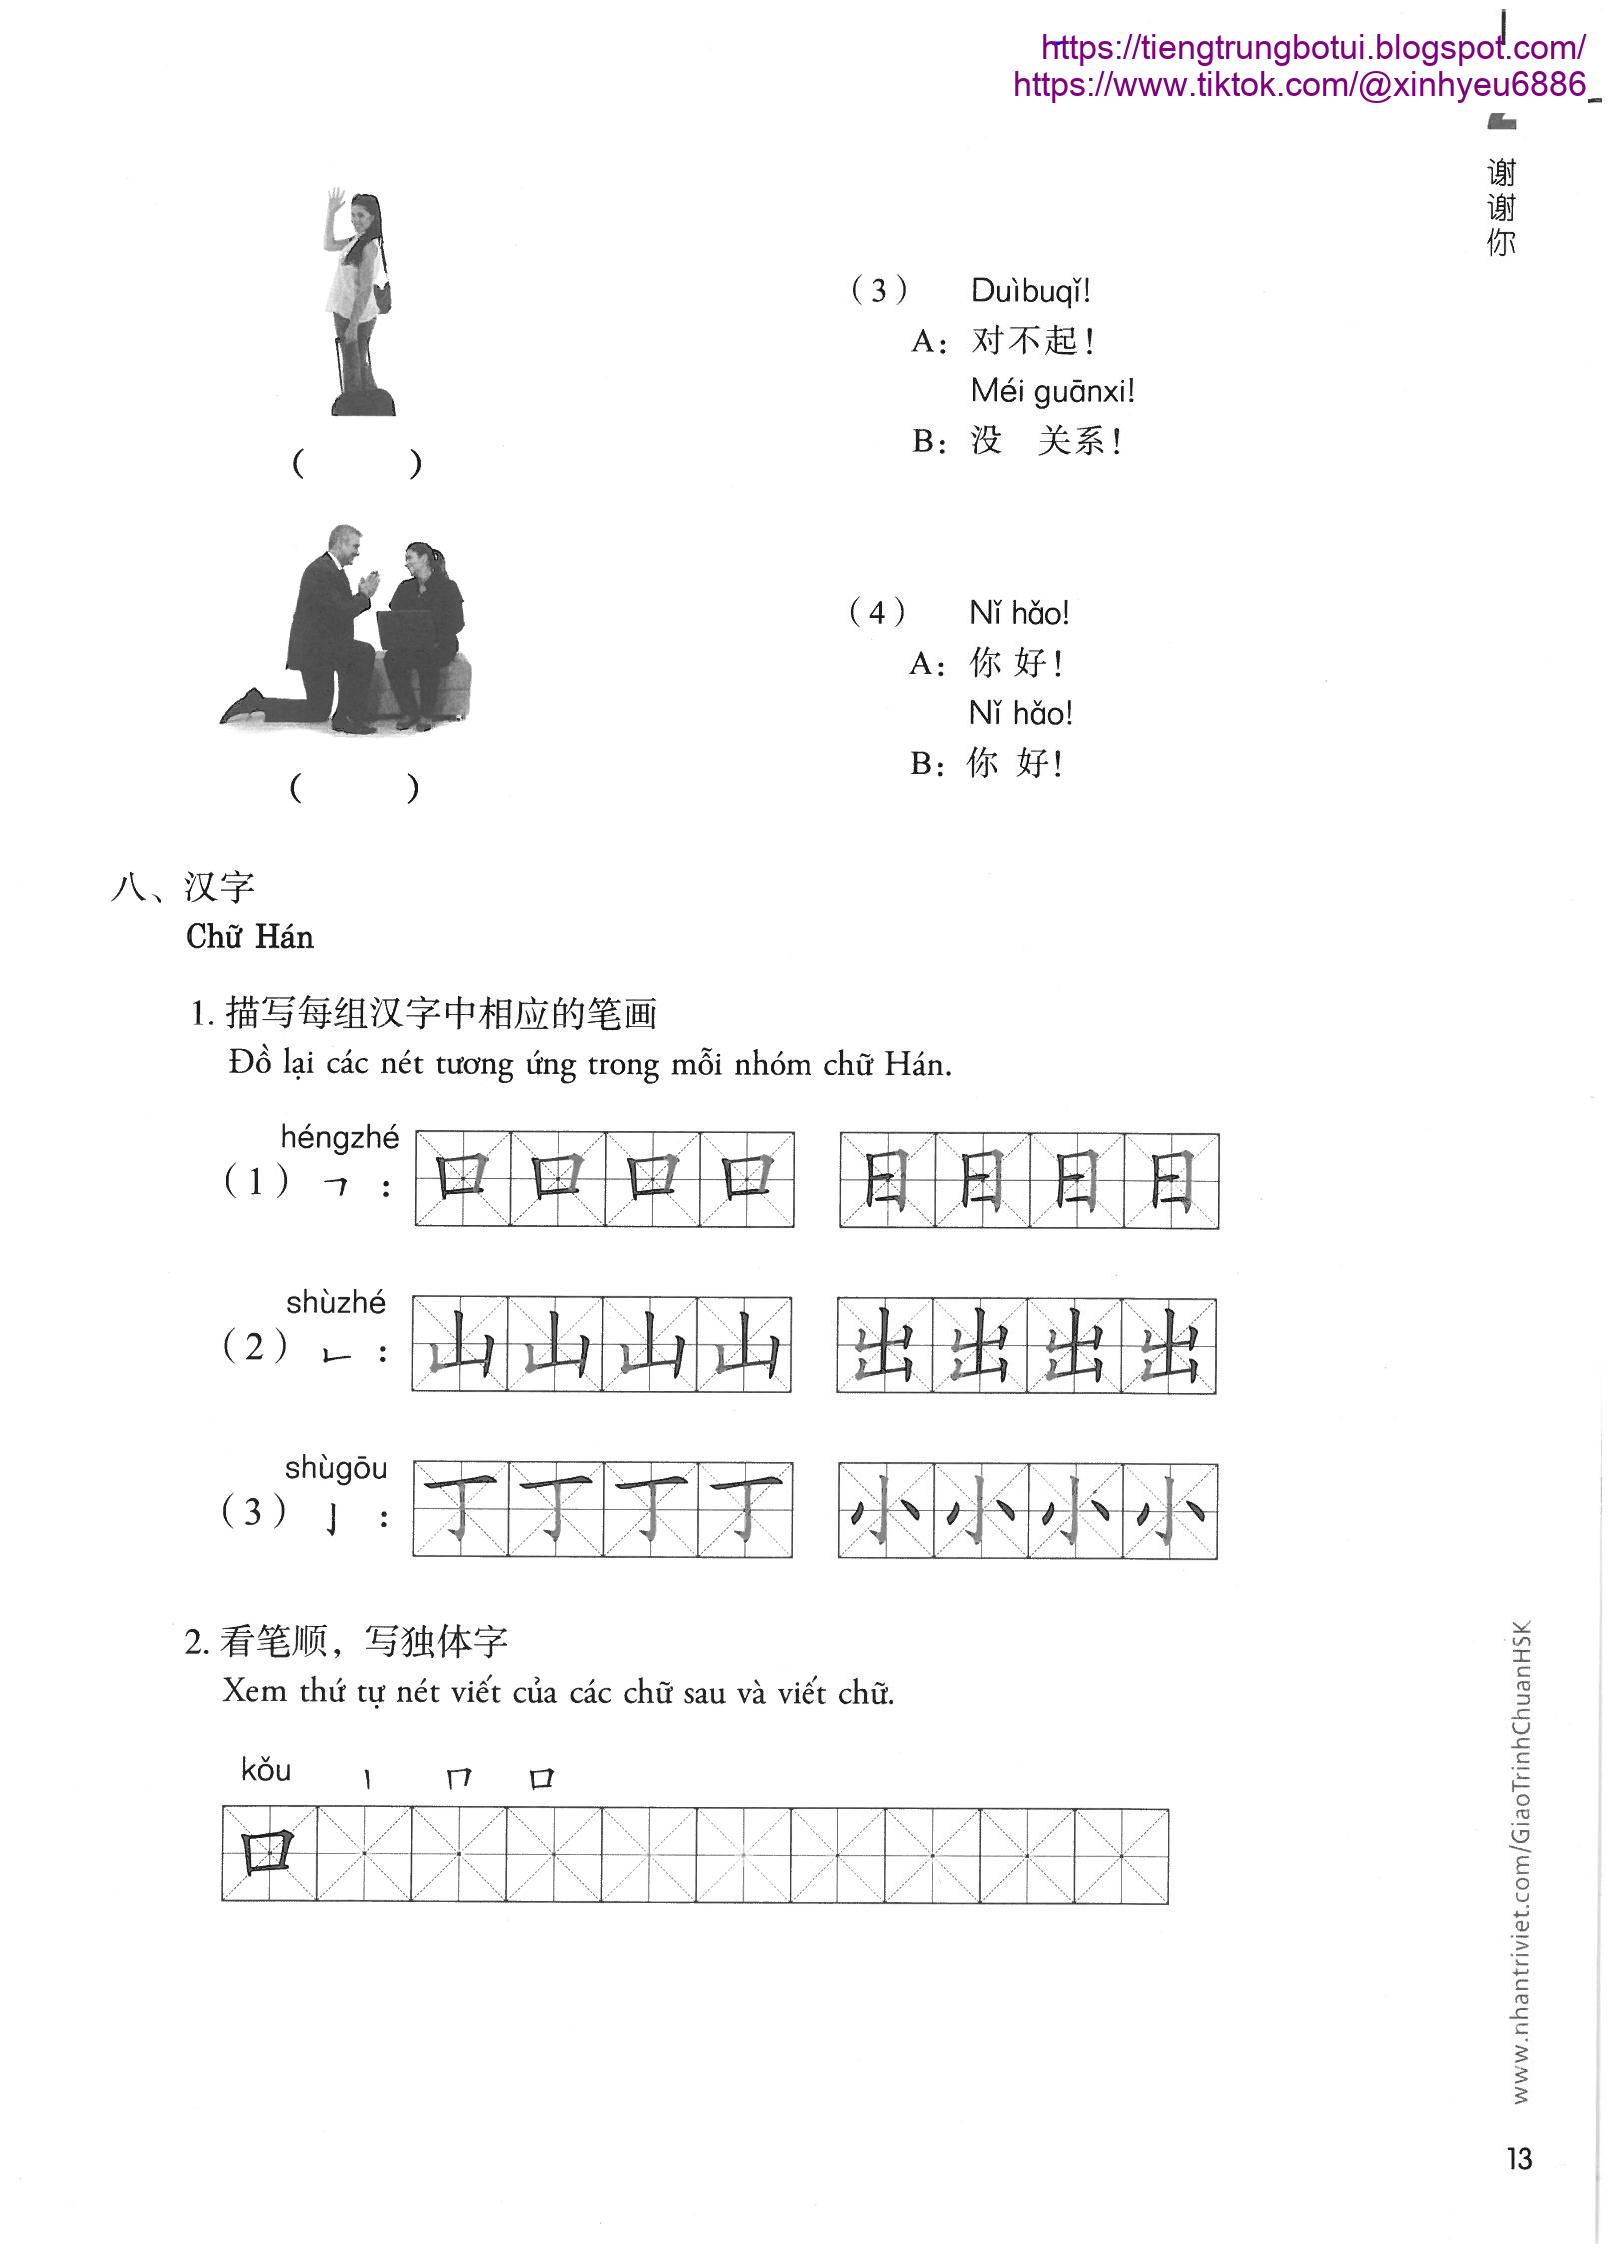 https://tiengtrungbotui.blogspot.com/
https://www.tiktok.com/@xinhyeu6886
2
谢谢你
(3) Duìbuqǐ!
A: 对不起!
Méi guānxi!
B: 没 关系!
( )
(4) Nǐ hǎo!
A: 你 好!
Nǐ hǎo!
B: 你 好!
( )
八、汉字
Chữ Hán
1. 描写每组汉字中相应的笔画
Đồ lại các nét tương ứng trong mỗi nhóm chữ Hán.
héngzhé
(1) ㇕ : 口 口 口 口 日 日 日 日
shùzhé
(2) ㇗ : 山 山 山 山 出 出 出 出
shùgōu
(3) 亅 : 丁 丁 丁 丁 小 小 小 小
2. 看笔顺，写独体字
Xem thứ tự nét viết của các chữ sau và viết chữ.
kǒu 丨 冂 口
口
www.nhantriviet.com/GiaoTrinhChuanHSK
13